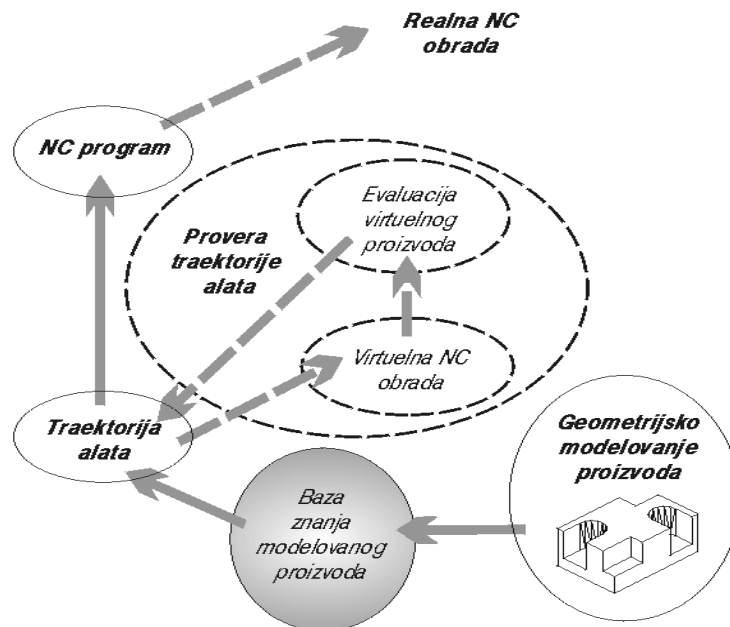 Realna NC
obrada
NC program
Evaluacija
virtuelnog
proizvoda
Provera
traektorije
alata
Virtuelna NC
obrada
Traektorija
alata
Geometrijsko
modelovanje
proizvoda
Baza
znanja
modelovanog
proizvoda